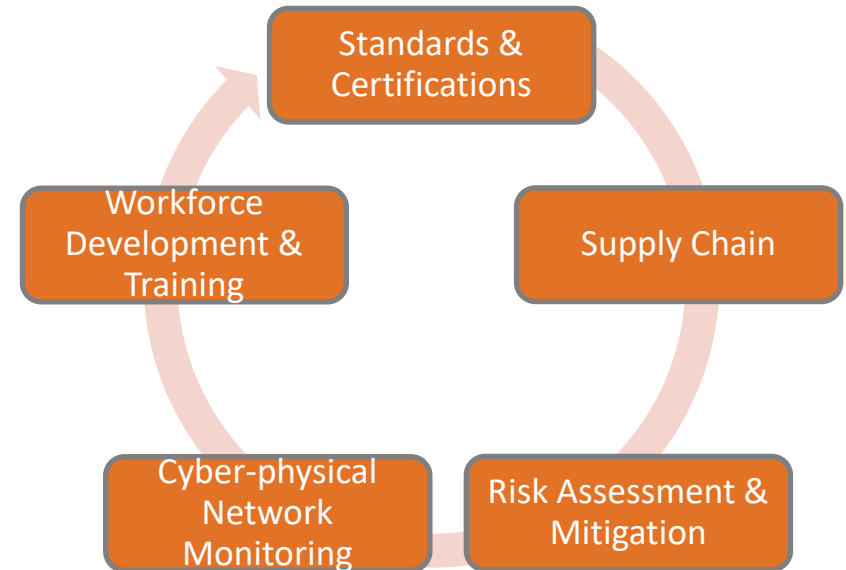 Standards &
Certifications
Supply Chain
Risk Assessment &
Mitigation
Cyber-physical
Network
Monitoring
Workforce
Development &
Training